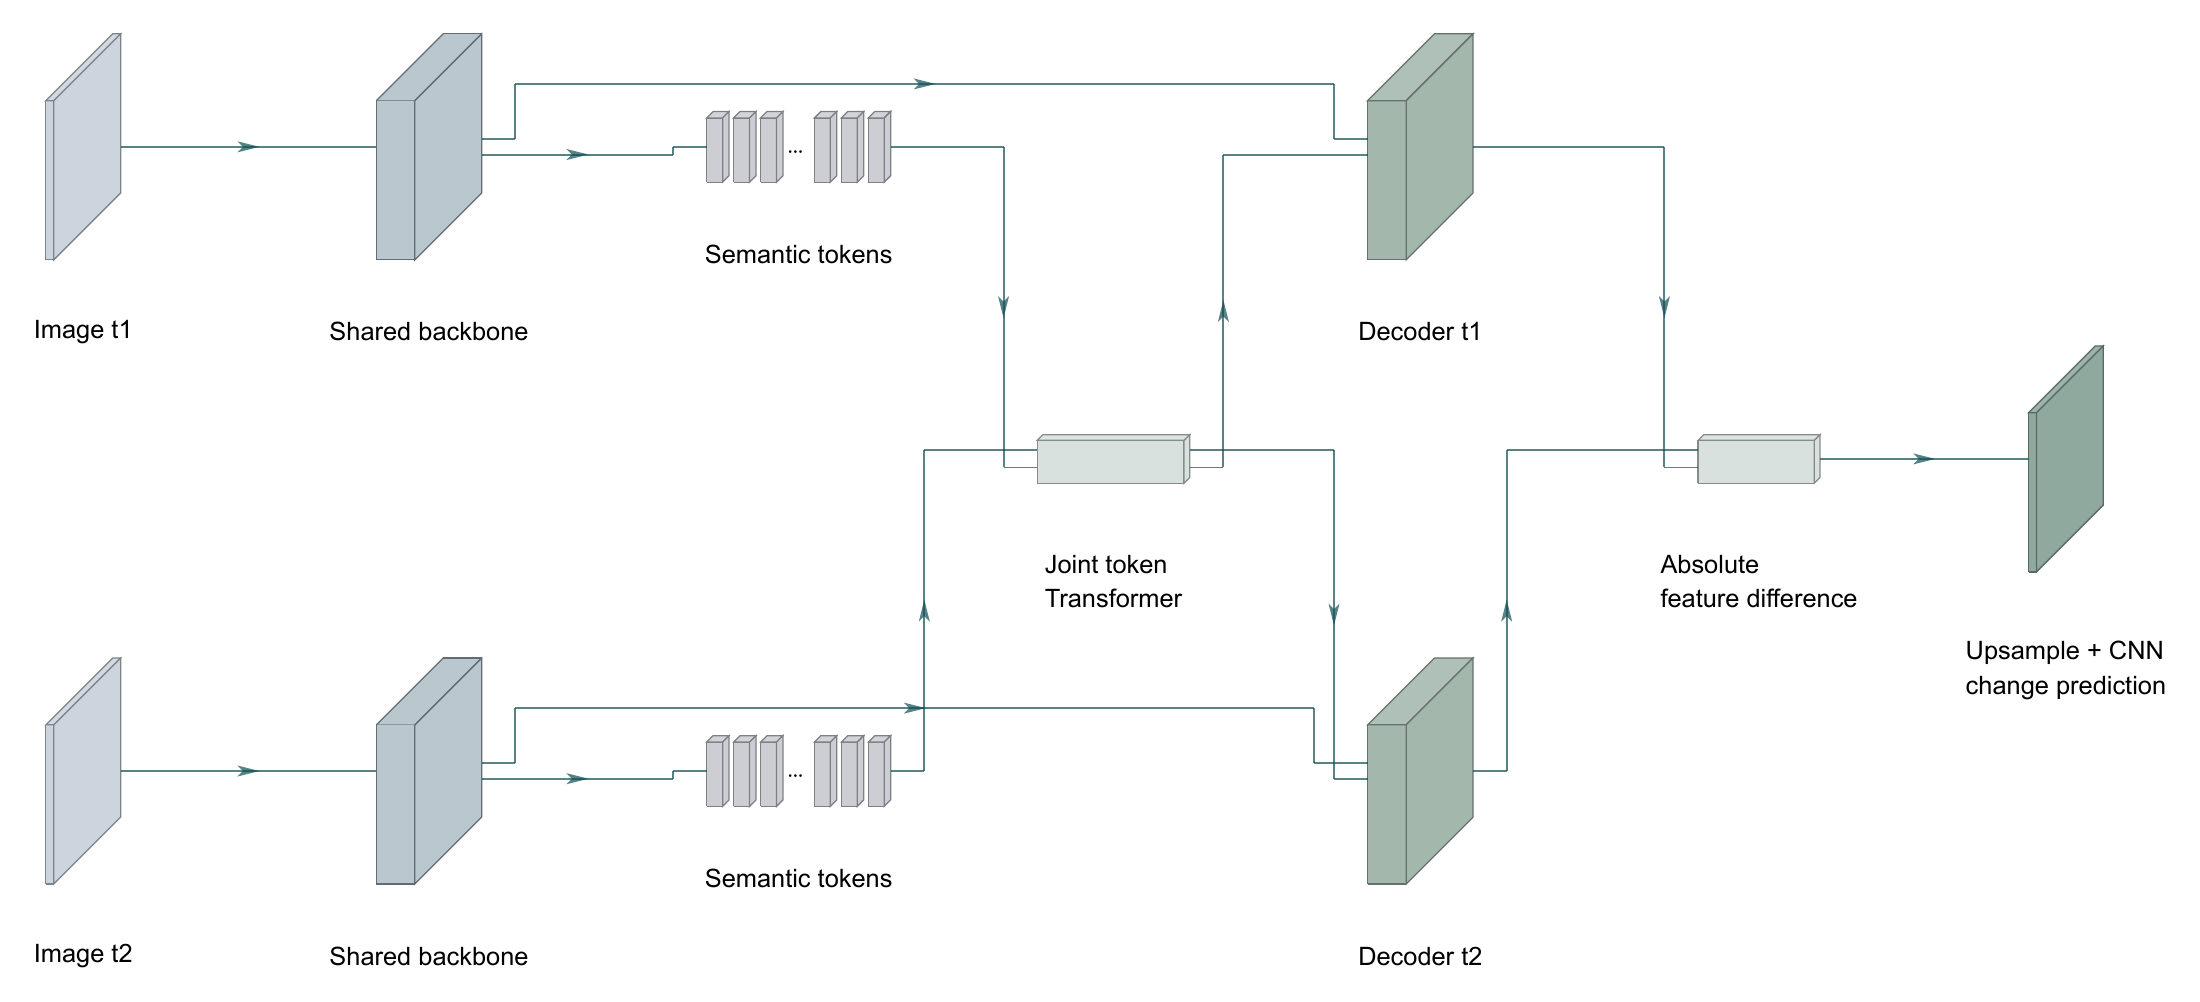 ...
Semantic tokens
Image t1
Shared backbone
Decoder t1
Joint token
Transformer
Absolute
feature difference
Upsample + CNN
change prediction
...
Semantic tokens
Image t2
Shared backbone
Decoder t2